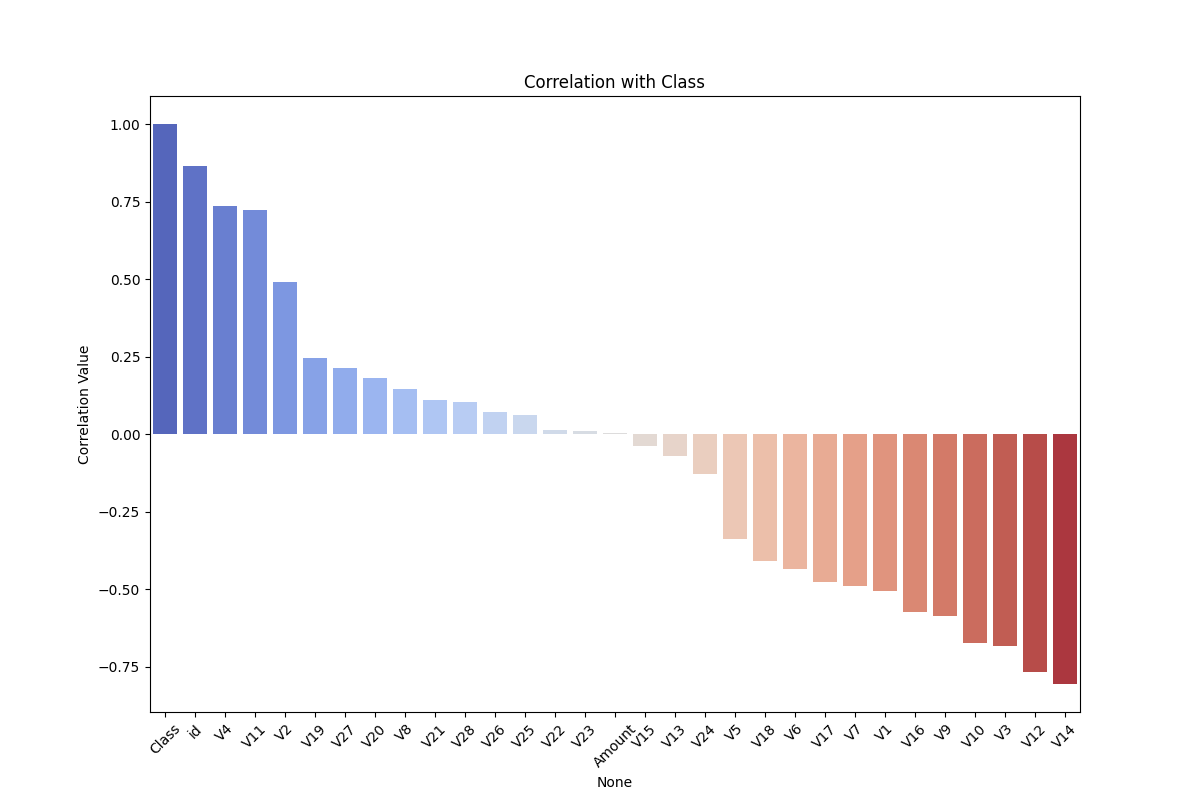 Correlation with Class
Correlation Value
1.00
0.75
0.50
0.25
0.00
−0.25
−0.50
−0.75
Class id V4 V11 V2 V19 V27 V20 V8 V21 V28 V26 V25 V22 V23 Amount V15 V13 V24 V5 V18 V6 V17 V7 V1 V16 V9 V10 V3 V12 V14
None